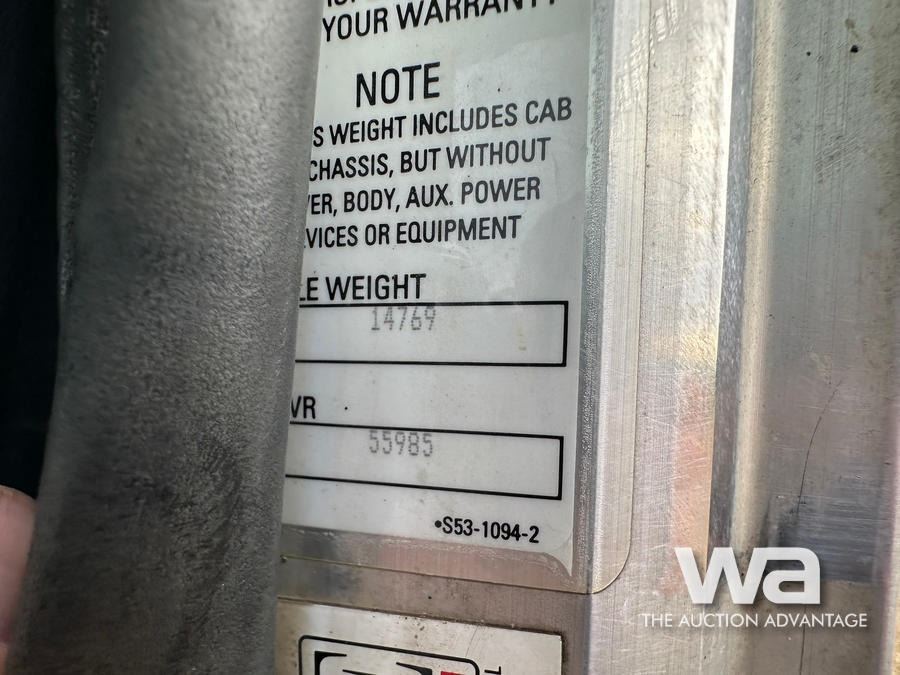 YOUR WARRANTY
NOTE
S WEIGHT INCLUDES CAB
CHASSIS, BUT WITHOUT
VER, BODY, AUX. POWER
VICES OR EQUIPMENT
LE WEIGHT
14769
VR
55985
•S53-1094-2
wa
THE AUCTION ADVANTAGE